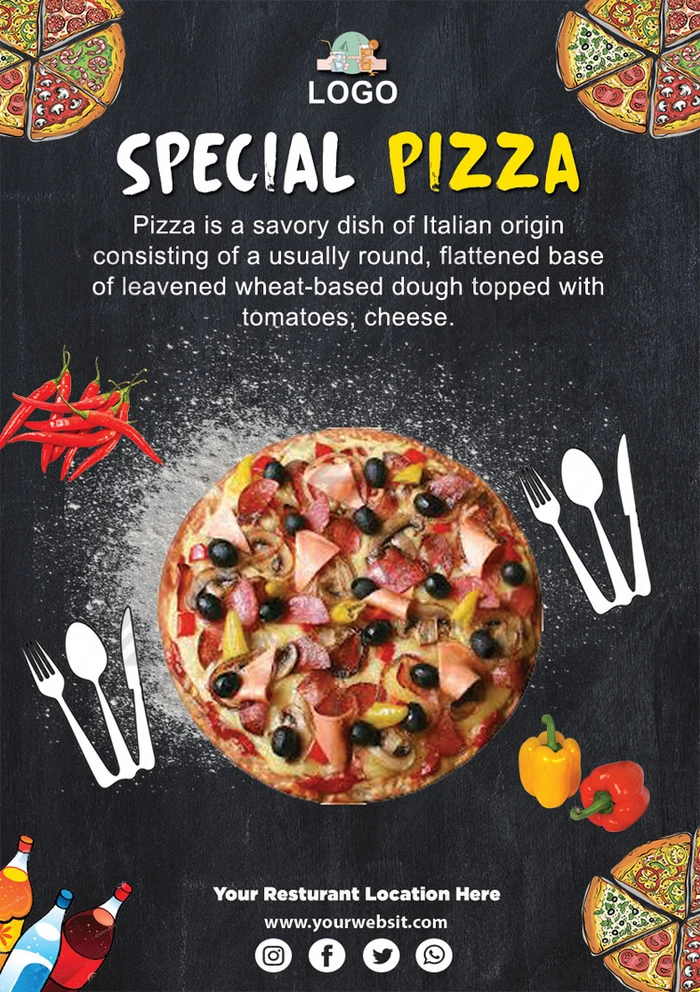 LOGO
SPECIAL PIZZA
Pizza is a savory dish of Italian origin
consisting of a usually round, flattened base
of leavened wheat-based dough topped with
tomatoes, cheese.
Your Resturant Location Here
www.yourwebsit.com